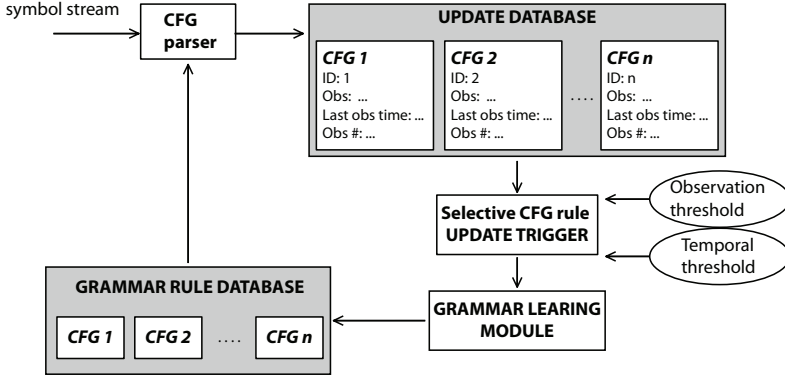 symbol stream
CFG
parser
UPDATE DATABASE
CFG 1
ID: 1
Obs: ...
Last obs time: ...
Obs #: ...
CFG 2
ID: 2
Obs: ...
Last obs time: ...
Obs #: ...
....
CFG n
ID: n
Obs: ...
Last obs time: ...
Obs #: ...
Selective CFG rule
UPDATE TRIGGER
Observation
threshold
Temporal
threshold
GRAMMAR LEARING
MODULE
GRAMMAR RULE DATABASE
CFG 1
CFG 2
....
CFG n